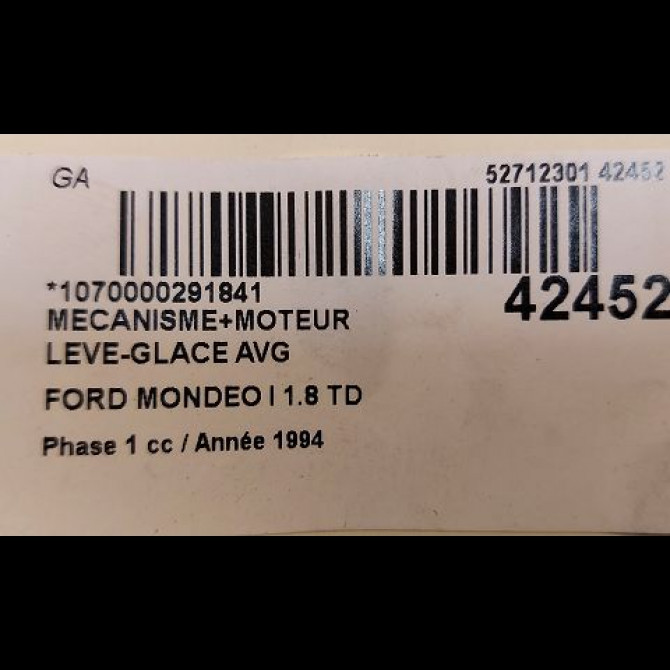 GA
52712301 42452
*1070000291841
42452
MECANISME+MOTEUR
LEVE-GLACE AVG
FORD MONDEO I 1.8 TD
Phase 1 cc / Année 1994